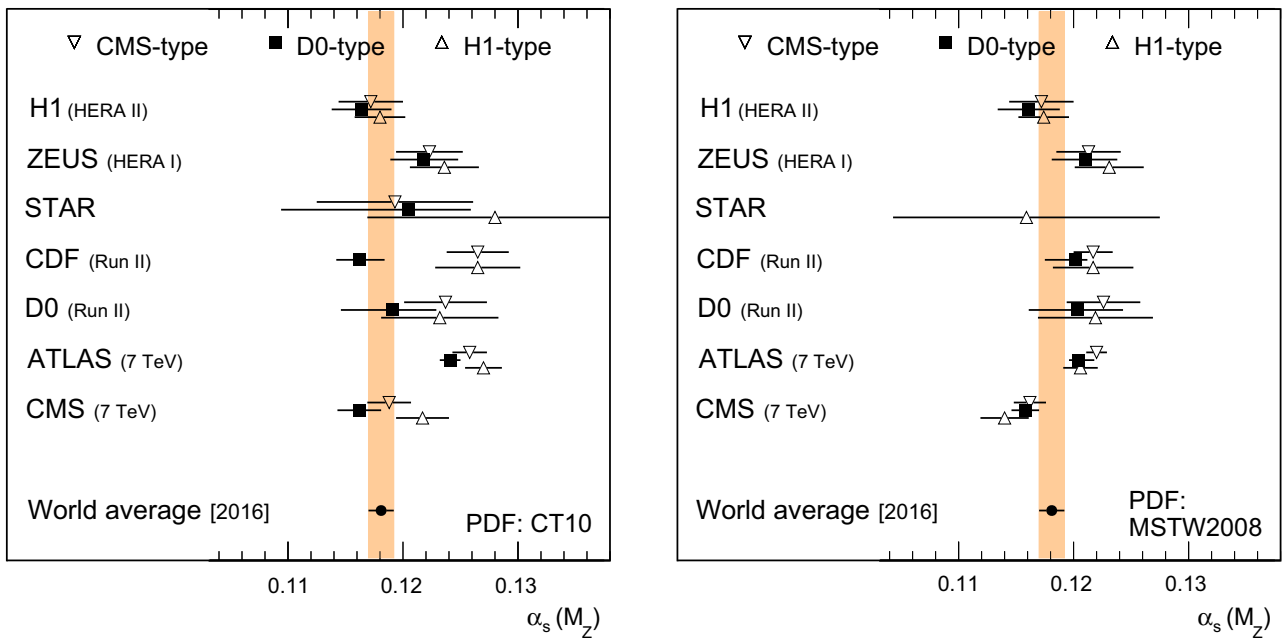 CMS-type D0-type H1-type
H1 (HERA II)
ZEUS (HERA I)
STAR
CDF (Run II)
D0 (Run II)
ATLAS (7 TeV)
CMS (7 TeV)
World average [2016]
PDF: CT10
0.11 0.12 0.13
αs (MZ)
CMS-type D0-type H1-type
H1 (HERA II)
ZEUS (HERA I)
STAR
CDF (Run II)
D0 (Run II)
ATLAS (7 TeV)
CMS (7 TeV)
World average [2016]
PDF:
MSTW2008
0.11 0.12 0.13
αs (MZ)